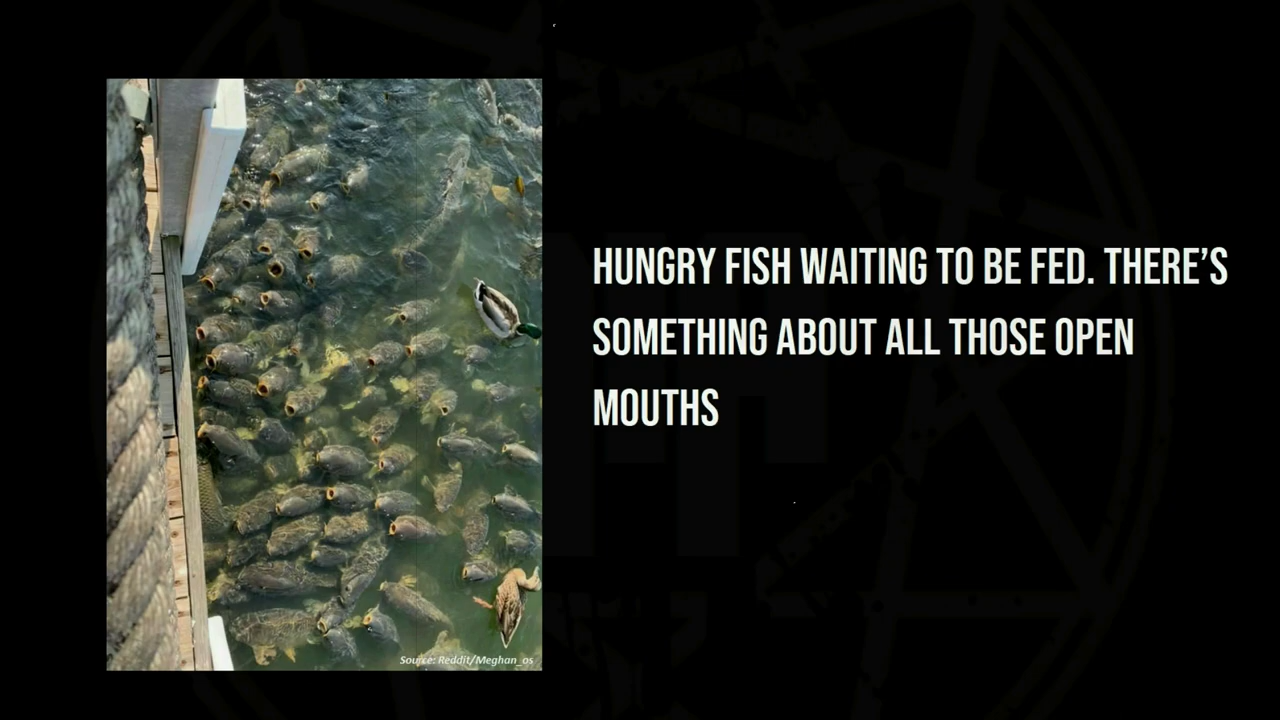 HUNGRY FISH WAITING TO BE FED. THERE’S
SOMETHING ABOUT ALL THOSE OPEN
MOUTHS
Source: Reddit/Meghan_os